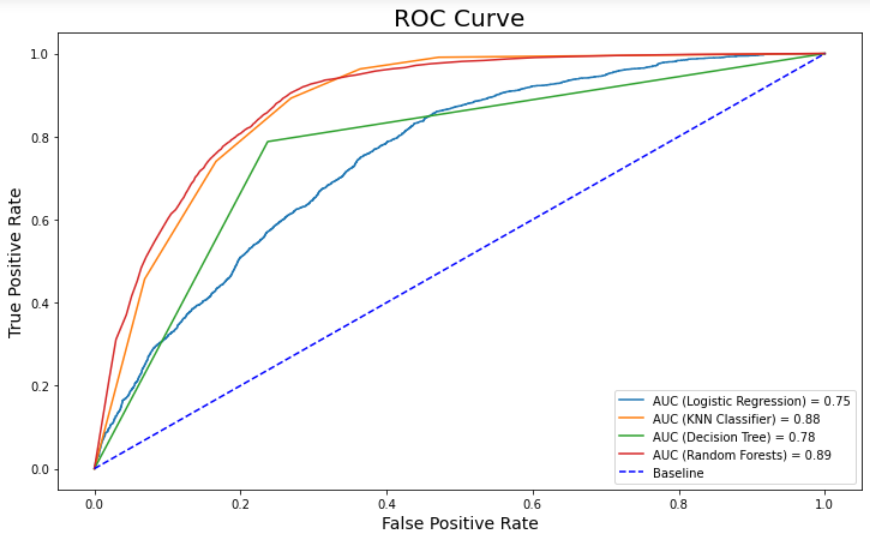 ROC Curve
1.0
0.8
0.6
0.4
0.2
0.0
True Positive Rate
AUC (Logistic Regression) = 0.75
AUC (KNN Classifier) = 0.88
AUC (Decision Tree) = 0.78
AUC (Random Forests) = 0.89
Baseline
0.0 0.2 0.4 0.6 0.8 1.0
False Positive Rate